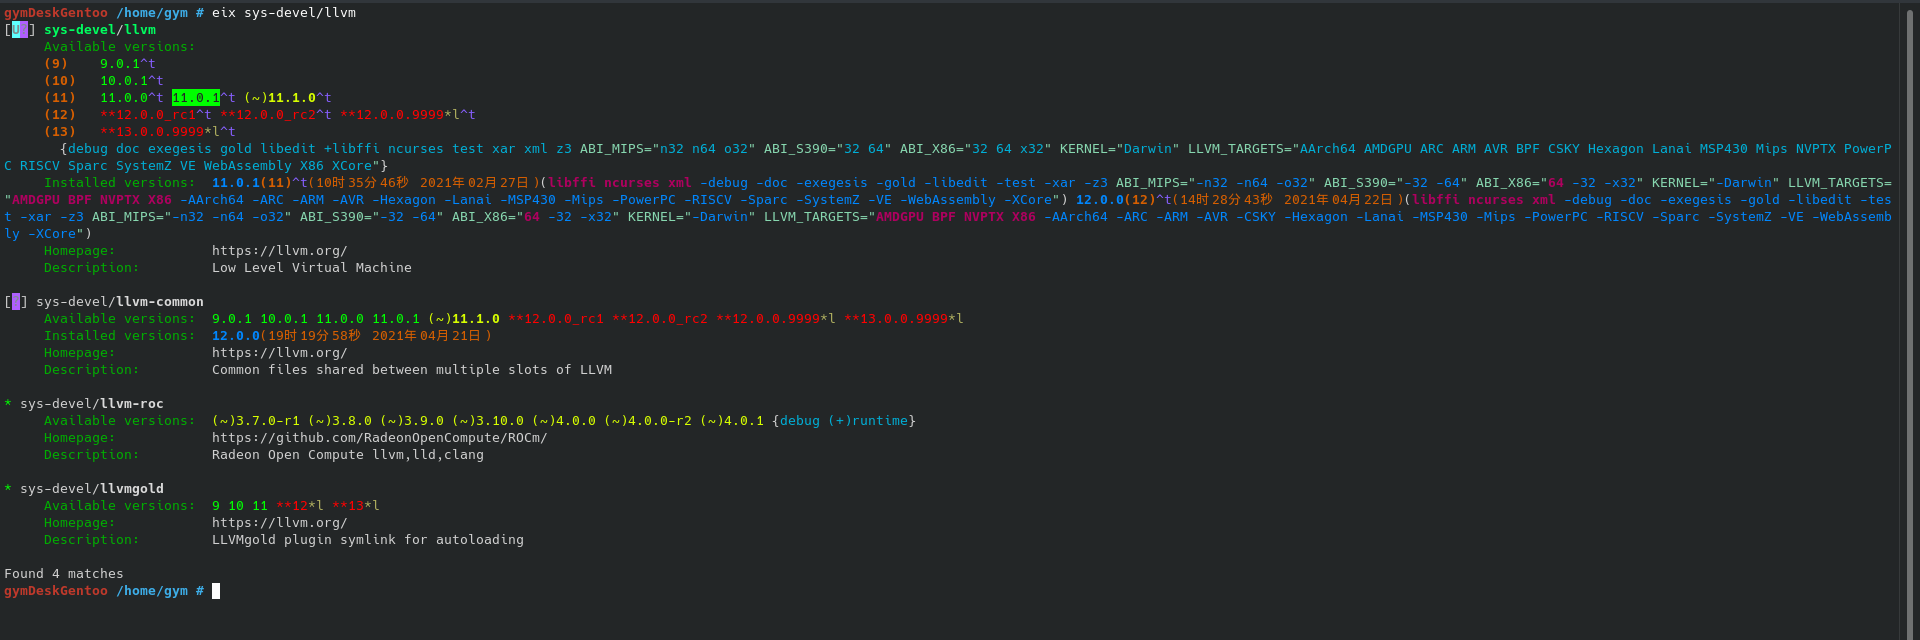 gymDeskGentoo /home/gym # eix sys-devel/llvm
[U ] sys-devel/llvm
Available versions:
(9) 9.0.1^t
(10) 10.0.1^t
(11) 11.0.0^t 11.0.1^t (~)11.1.0^t
(12) **12.0.0_rc1^t **12.0.0_rc2^t **12.0.0.9999*l^t
(13) **13.0.0.9999*l^t
{debug doc exegesis gold libedit +libffi ncurses test xar xml z3 ABI_MIPS="n32 n64 o32" ABI_S390="32 64" ABI_X86="32 64 x32" KERNEL="Darwin" LLVM_TARGETS="AArch64 AMDGPU ARC ARM AVR BPF CSKY Hexagon Lanai MSP430 Mips NVPTX PowerP
C RISCV Sparc SystemZ VE WebAssembly X86 XCore"}
Installed versions: 11.0.1(11)^t(10时35分46秒 2021年02月27日)(libffi ncurses xml -debug -doc -exegesis -gold -libedit -test -xar -z3 ABI_MIPS="-n32 -n64 -o32" ABI_S390="-32 -64" ABI_X86="64 -32 -x32" KERNEL="-Darwin" LLVM_TARGETS=
"AMDGPU BPF NVPTX X86 -AArch64 -ARC -ARM -AVR -Hexagon -Lanai -MSP430 -Mips -PowerPC -RISCV -Sparc -SystemZ -VE -WebAssembly -XCore") 12.0.0(12)^t(14时28分43秒 2021年04月22日)(libffi ncurses xml -debug -doc -exegesis -gold -libedit -tes
t -xar -z3 ABI_MIPS="-n32 -n64 -o32" ABI_S390="-32 -64" ABI_X86="64 -32 -x32" KERNEL="-Darwin" LLVM_TARGETS="AMDGPU BPF NVPTX X86 -AArch64 -ARC -ARM -AVR -CSKY -Hexagon -Lanai -MSP430 -Mips -PowerPC -RISCV -Sparc -SystemZ -VE -WebAssemb
ly -XCore")
Homepage: https://llvm.org/
Description: Low Level Virtual Machine
[ ] sys-devel/llvm-common
Available versions: 9.0.1 10.0.1 11.0.0 11.0.1 (~)11.1.0 **12.0.0_rc1 **12.0.0_rc2 **12.0.0.9999*l **13.0.0.9999*l
Installed versions: 12.0.0(19时19分58秒 2021年04月21日)
Homepage: https://llvm.org/
Description: Common files shared between multiple slots of LLVM
* sys-devel/llvm-roc
Available versions: (~)3.7.0-r1 (~)3.8.0 (~)3.9.0 (~)3.10.0 (~)4.0.0 (~)4.0.0-r2 (~)4.0.1 {debug (+)runtime}
Homepage: https://github.com/RadeonOpenCompute/ROCm/
Description: Radeon Open Compute llvm,lld,clang
* sys-devel/llvmgold
Available versions: 9 10 11 **12*l **13*l
Homepage: https://llvm.org/
Description: LLVMgold plugin symlink for autoloading
Found 4 matches
gymDeskGentoo /home/gym #